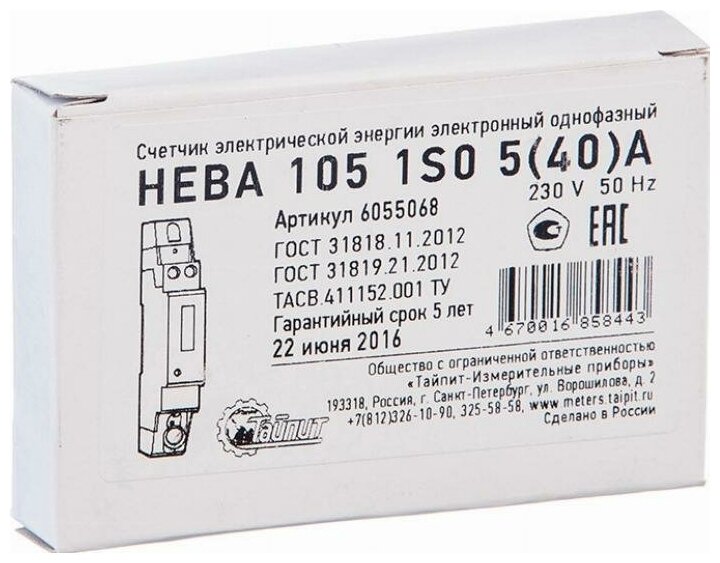 Счетчик электрической энергии электронный однофазный
НЕВА 105 1S0 5(40)А
230 V 50 Hz
Артикул 6055068
ГОСТ 31818.11.2012
ГОСТ 31819.21.2012
ТАСВ.411152.001 ТУ
Гарантийный срок 5 лет
22 июня 2016
ЕАС
4 670016 858443
Тайпит
Общество с ограниченной ответственностью
«Тайпит-Измерительные приборы»
193318, Россия, г. Санкт-Петербург, ул. Ворошилова, д. 2
+7(812)326-10-90, 325-58-58, www.meters.taipit.ru
Сделано в России